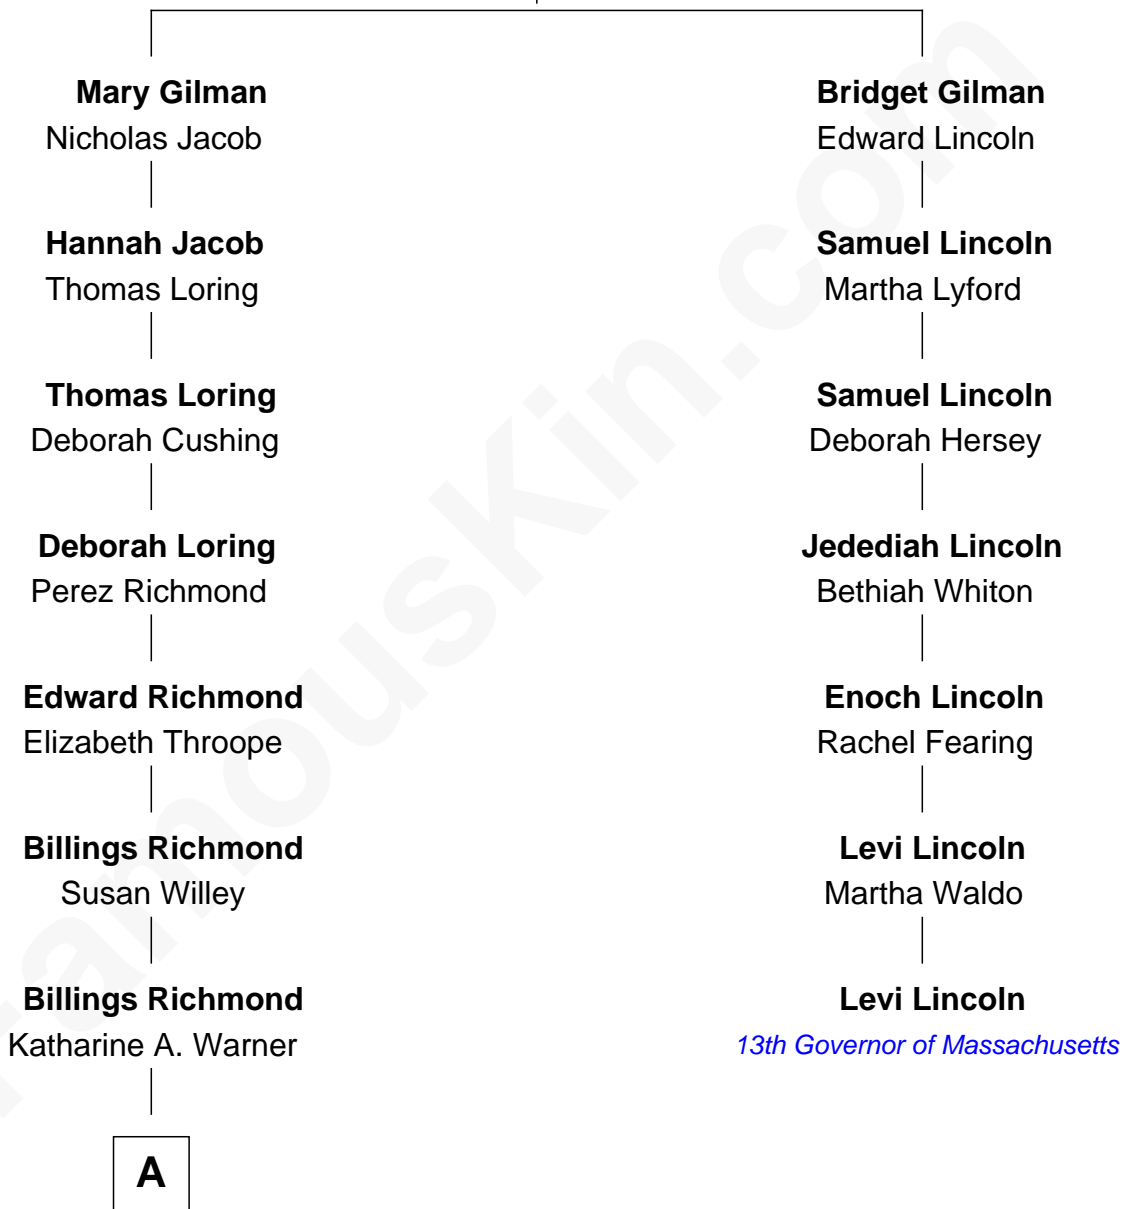 Mary Gilman
Nicholas Jacob
Bridget Gilman
Edward Lincoln
Hannah Jacob
Thomas Loring
Samuel Lincoln
Martha Lyford
Thomas Loring
Deborah Cushing
Samuel Lincoln
Deborah Hersey
Deborah Loring
Perez Richmond
Jedediah Lincoln
Bethiah Whiton
Edward Richmond
Elizabeth Throope
Enoch Lincoln
Rachel Fearing
Billings Richmond
Susan Willey
Levi Lincoln
Martha Waldo
Billings Richmond
Katharine A. Warner
Levi Lincoln
13th Governor of Massachusetts
A
FamousKin.com